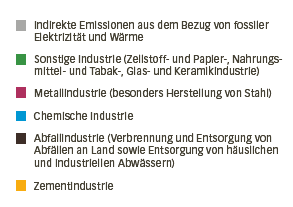 Indirekte Emissionen aus dem Bezug von fossiler
Elektrizität und Wärme
Sonstige Industrie (Zellstoff- und Papier-, Nahrungs-
mittel- und Tabak-, Glas- und Keramikindustrie)
Metallindustrie (besonders Herstellung von Stahl)
Chemische Industrie
Abfallindustrie (Verbrennung und Entsorgung von
Abfällen an Land sowie Entsorgung von häuslichen
und industriellen Abwässern)
Zementindustrie